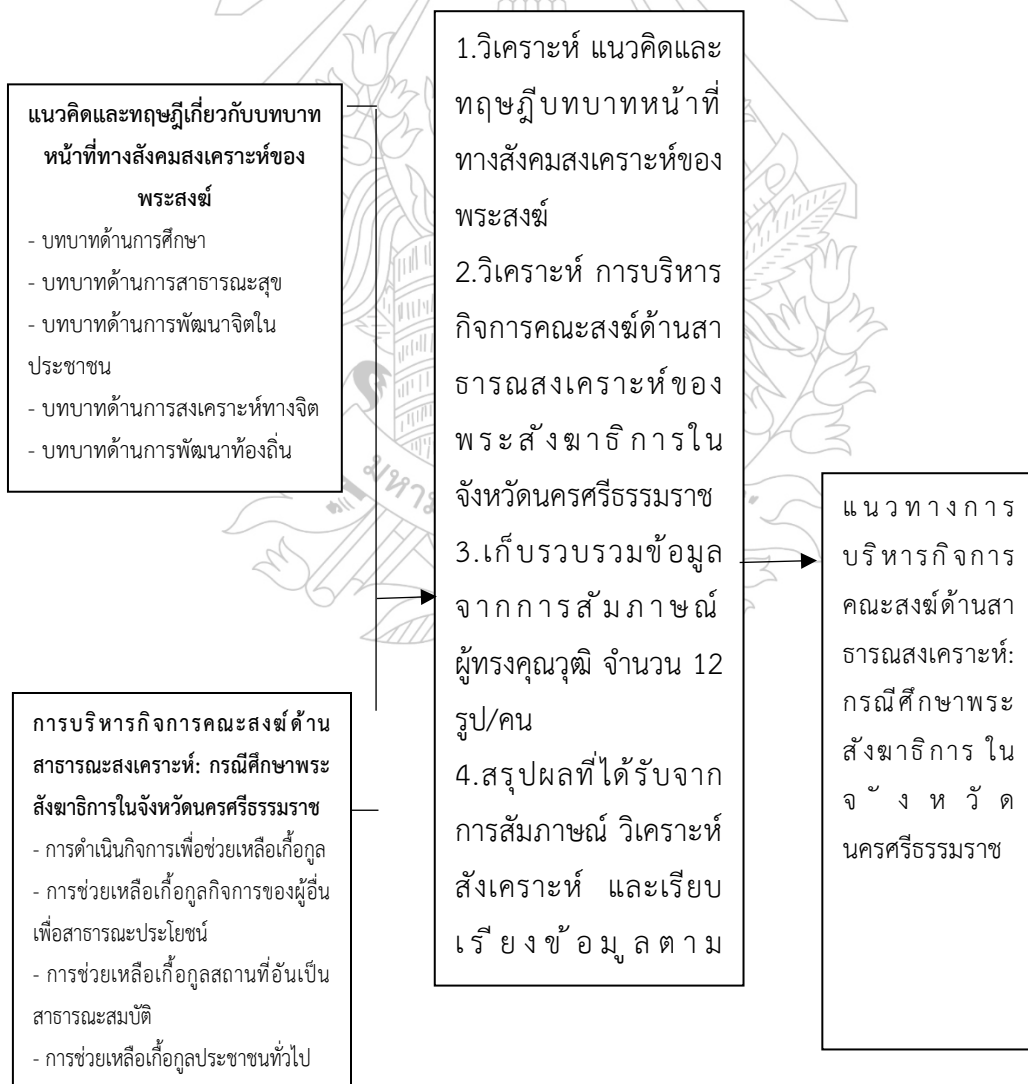 แนวคิดและทฤษฎีเกี่ยวกับบทบาท
หน้าที่ทางสังคมสงเคราะห์ของ
พระสงฆ์
- บทบาทด้านการศึกษา
- บทบาทด้านการสาธารณะสุข
- บทบาทด้านการพัฒนาจิตใน
ประชาชน
- บทบาทด้านการสงเคราะห์ทางจิต
- บทบาทด้านการพัฒนาท้องถิ่น
การบริหารกิจการคณะสงฆ์ด้าน
สาธารณะสงเคราะห์: กรณีศึกษาพระ
สังฆาธิการในจังหวัดนครศรีธรรมราช
- การดำเนินกิจการเพื่อช่วยเหลือเกื้อกูล
- การช่วยเหลือเกื้อกูลกิจการของผู้อื่น
เพื่อสาธารณะประโยชน์
- การช่วยเหลือเกื้อกูลสถานที่อันเป็น
สาธารณะสมบัติ
- การช่วยเหลือเกื้อกูลประชาชนทั่วไป
1.วิเคราะห์ แนวคิดและ
ทฤษฎีบทบาทหน้าที่
ทางสังคมสงเคราะห์ของ
พระสงฆ์
2.วิเคราะห์ การบริหาร
กิจการคณะสงฆ์ด้านสา
ธารณสงเคราะห์ของ
พระสังฆาธิการใน
จังหวัดนครศรีธรรมราช
3.เก็บรวบรวมข้อมูล
จากการสัมภาษณ์
ผู้ทรงคุณวุฒิ จำนวน 12
รูป/คน
4.สรุปผลที่ได้รับจาก
การสัมภาษณ์ วิเคราะห์
สังเคราะห์ และเรียบ
เรียงข้อมูลตาม
แนวทางการ
บริหารกิจการ
คณะสงฆ์ด้านสา
ธารณสงเคราะห์:
กรณีศึกษาพระ
สังฆาธิการ ใน
จังหวัด
นครศรีธรรมราช